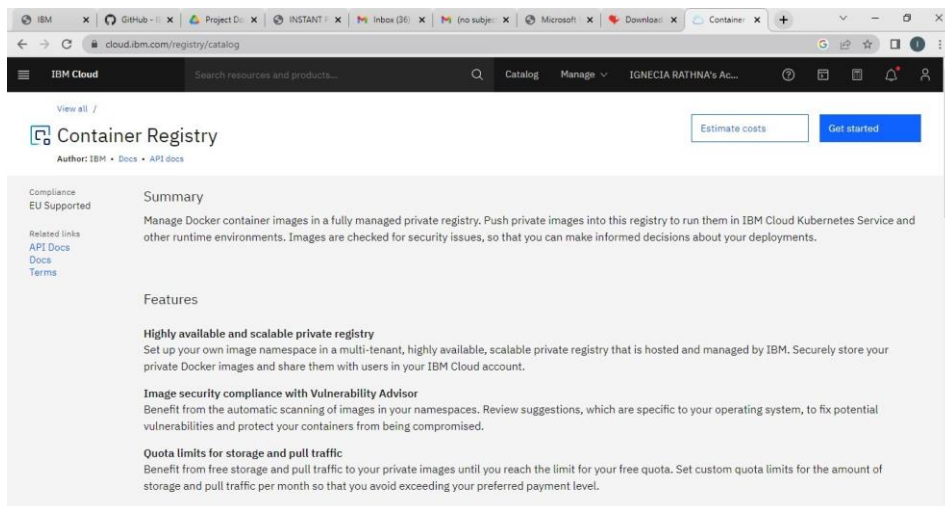 IBM
GitHub - II
Project Do
INSTANT F
Inbox (36)
(no subjec
Microsoft
Download
Container
cloud.ibm.com/registry/catalog
IBM Cloud
Search resources and products...
Catalog
Manage
IGNECIA RATHNA's Ac...
View all /
Container Registry
Estimate costs
Get started
Author: IBM • Docs • API docs
Compliance
EU Supported
Related links
API Docs
Docs
Terms
Summary
Manage Docker container images in a fully managed private registry. Push private images into this registry to run them in IBM Cloud Kubernetes Service and
other runtime environments. Images are checked for security issues, so that you can make informed decisions about your deployments.
Features
Highly available and scalable private registry
Set up your own image namespace in a multi-tenant, highly available, scalable private registry that is hosted and managed by IBM. Securely store your
private Docker images and share them with users in your IBM Cloud account.
Image security compliance with Vulnerability Advisor
Benefit from the automatic scanning of images in your namespaces. Review suggestions, which are specific to your operating system, to fix potential
vulnerabilities and protect your containers from being compromised.
Quota limits for storage and pull traffic
Benefit from free storage and pull traffic to your private images until you reach the limit for your free quota. Set custom quota limits for the amount of
storage and pull traffic per month so that you avoid exceeding your preferred payment level.